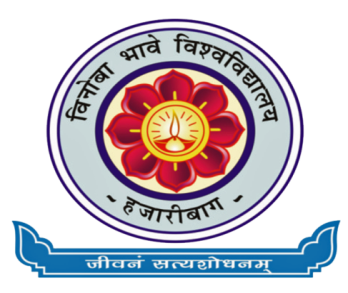 विनोबा भावे विश्वविद्यालय
- हजारीबाग -
जीवनं सत्यशोधनम्